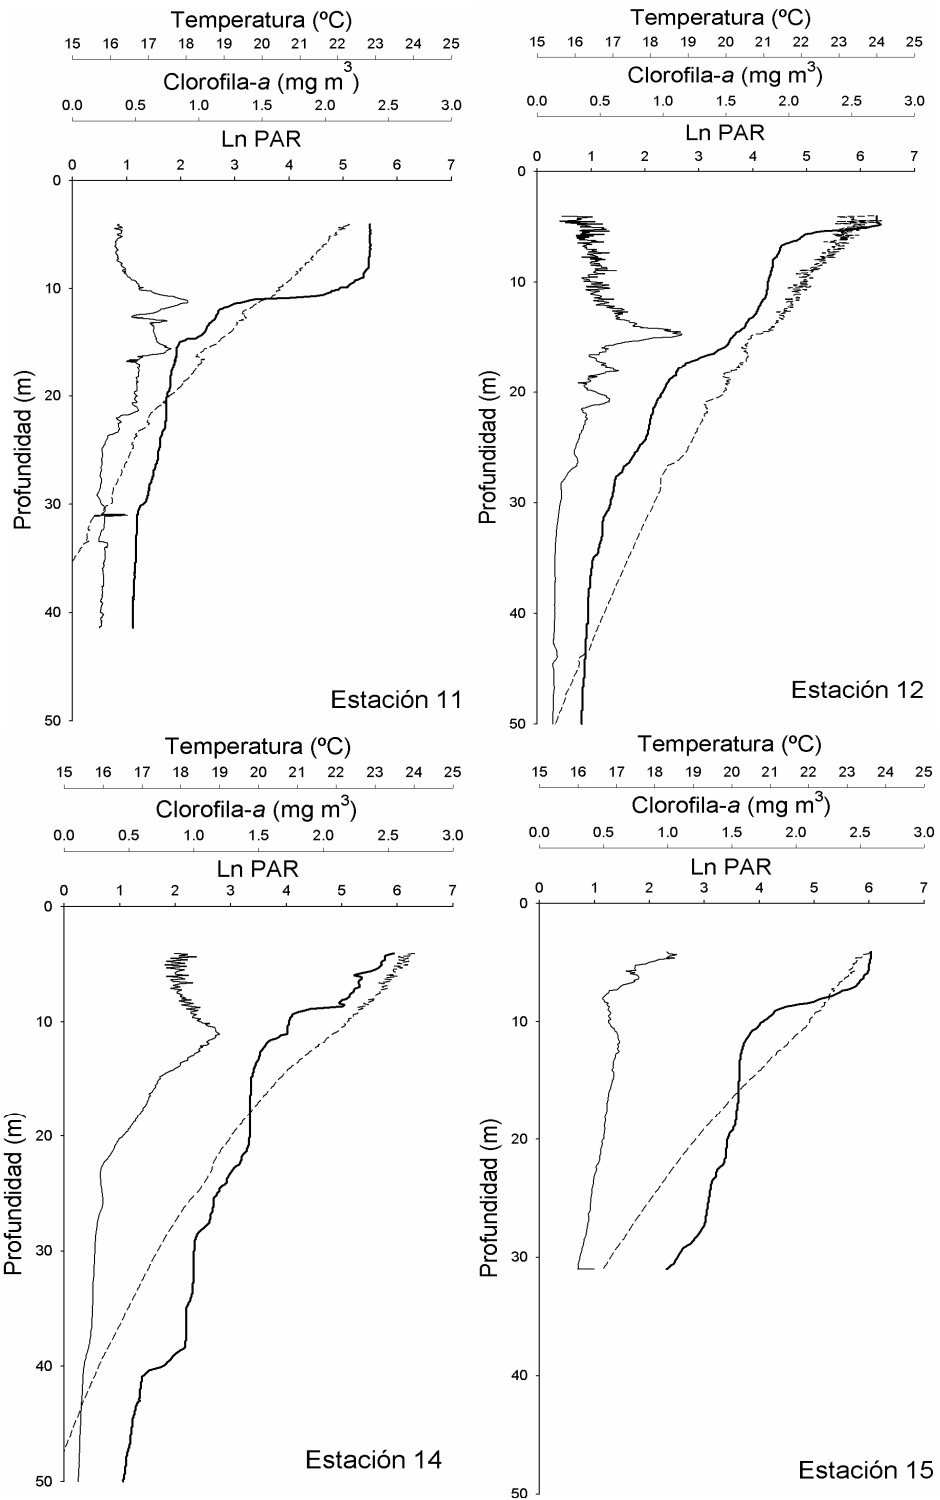 Temperatura (ºC)
15 16 17 18 19 20 21 22 23 24 25
Clorofila-a (mg m3)
0.0 0.5 1.0 1.5 2.0 2.5 3.0
Ln PAR
0 1 2 3 4 5 6 7
0
10
20
30
40
50
Profundidad (m)
Estación 11
Temperatura (ºC)
15 16 17 18 19 20 21 22 23 24 25
Clorofila-a (mg m3)
0.0 0.5 1.0 1.5 2.0 2.5 3.0
Ln PAR
0 1 2 3 4 5 6 7
0
10
20
30
40
50
Profundidad (m)
Estación 12
Temperatura (ºC)
15 16 17 18 19 20 21 22 23 24 25
Clorofila-a (mg m3)
0.0 0.5 1.0 1.5 2.0 2.5 3.0
Ln PAR
0 1 2 3 4 5 6 7
0
10
20
30
40
50
Profundidad (m)
Estación 14
Temperatura (ºC)
15 16 17 18 19 20 21 22 23 24 25
Clorofila-a (mg m3)
0.0 0.5 1.0 1.5 2.0 2.5 3.0
Ln PAR
0 1 2 3 4 5 6 7
0
10
20
30
40
50
Profundidad (m)
Estación 15